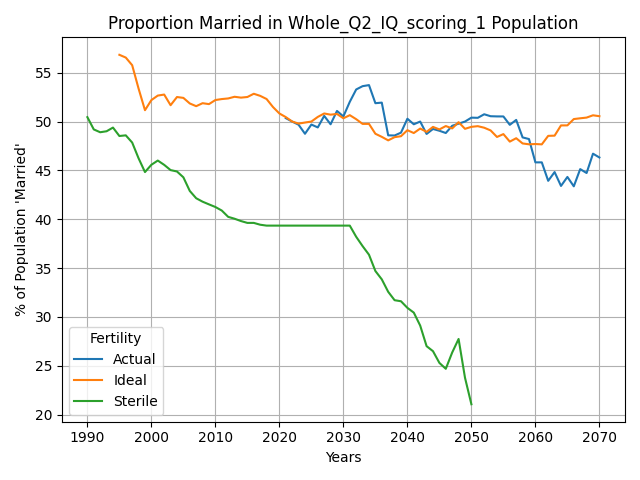 Proportion Married in Whole_Q2_IQ_scoring_1 Population
% of Population 'Married'
55
50
45
40
35
30
25
20
Fertility
Actual
Ideal
Sterile
1990 2000 2010 2020 2030 2040 2050 2060 2070
Years